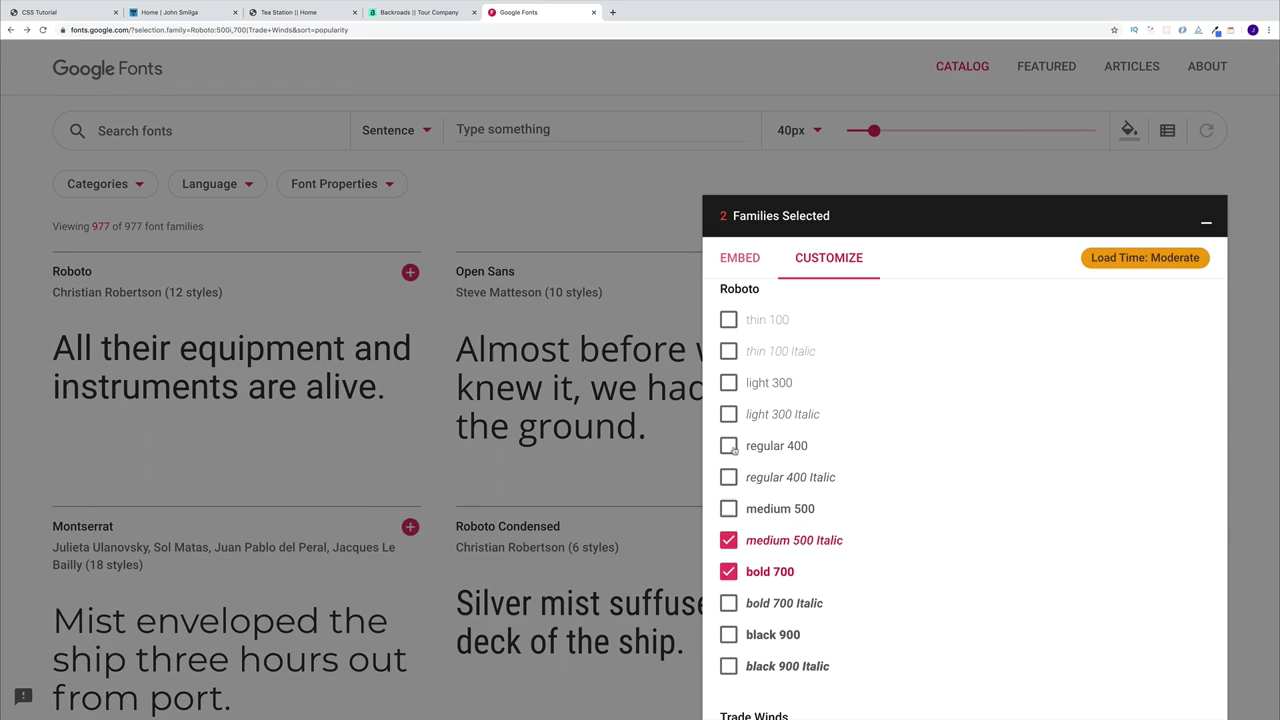 CSS Tutorial
Home | John Smilga
Tea Station || Home
Backroads || Tour Company
Google Fonts
fonts.google.com/?selection.family=Roboto:500i,700|Trade+Winds&sort=popularity
Google Fonts
CATALOG
FEATURED
ARTICLES
ABOUT
Search fonts
Sentence
Type something
40px
Categories
Language
Font Properties
Viewing 977 of 977 font families
Roboto
Christian Robertson (12 styles)
All their equipment and
instruments are alive.
Open Sans
Steve Matteson (10 styles)
Almost before w
knew it, we had
the ground.
Montserrat
Julieta Ulanovsky, Sol Matas, Juan Pablo del Peral, Jacques Le
Bailly (18 styles)
Mist enveloped the
ship three hours out
from port.
Roboto Condensed
Christian Robertson (6 styles)
Silver mist suffuse
deck of the ship.
2 Families Selected
EMBED
CUSTOMIZE
Load Time: Moderate
Roboto
thin 100
thin 100 Italic
light 300
light 300 Italic
regular 400
regular 400 Italic
medium 500
medium 500 Italic
bold 700
bold 700 Italic
black 900
black 900 Italic
Trade Winds